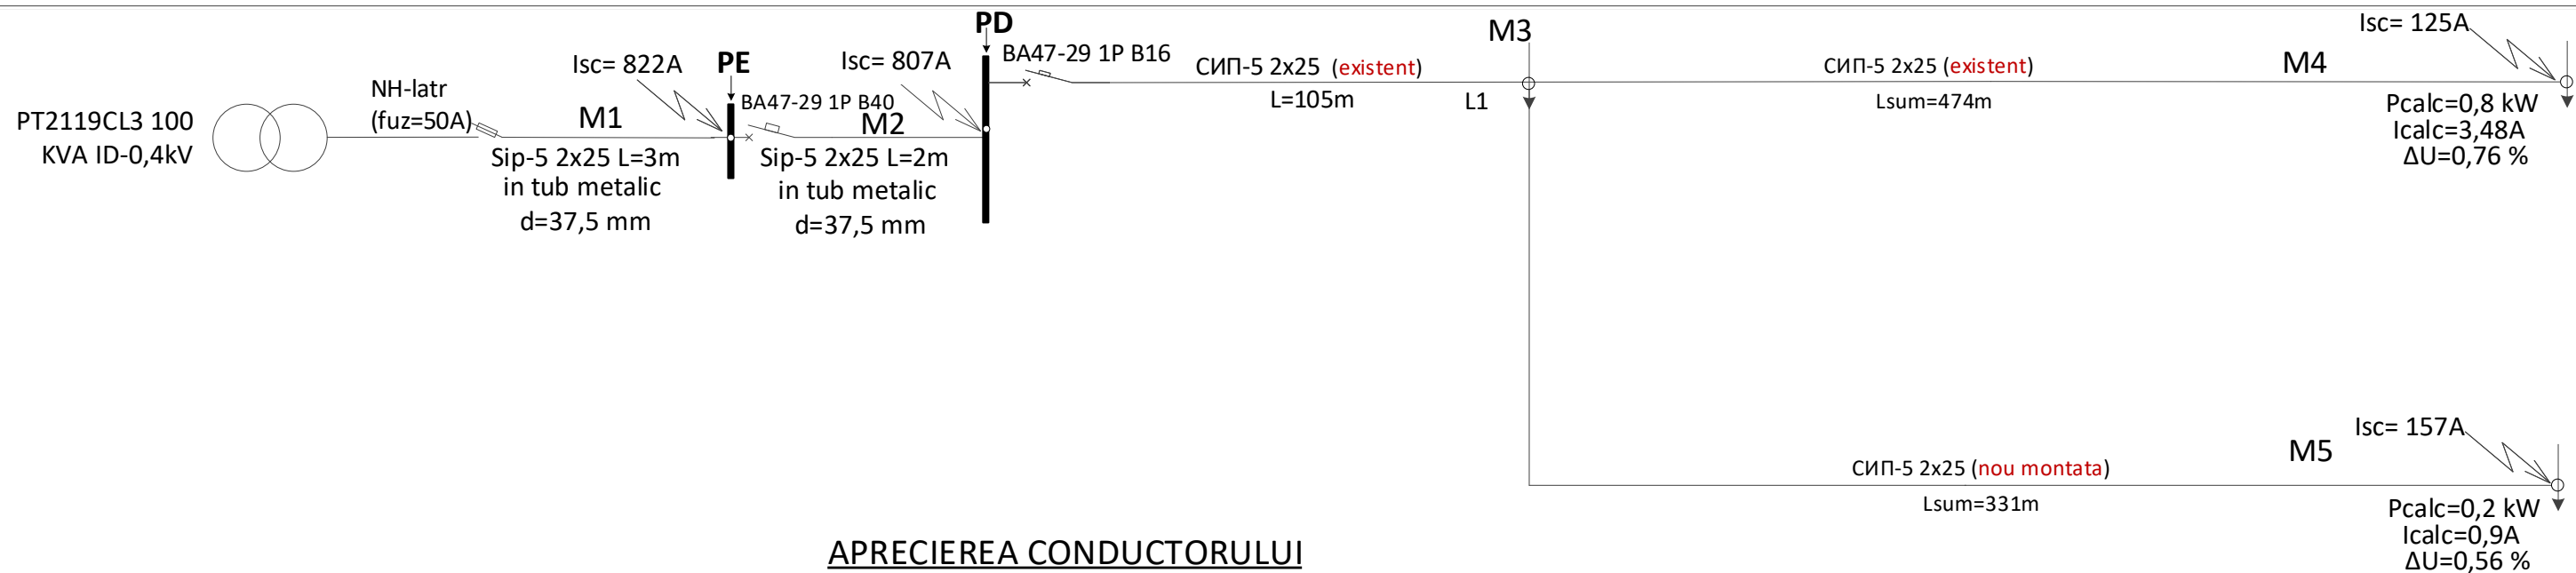 PT2119CL3 100
KVA ID-0,4kV
NH-latr
(fuz=50A)
M1
Sip-5 2x25 L=3m
in tub metalic
d=37,5 mm
Isc= 822A
PE
BA47-29 1P B40
M2
Sip-5 2x25 L=2m
in tub metalic
d=37,5 mm
Isc= 807A
PD
BA47-29 1P B16
СИП-5 2x25 (existent)
L=105m
L1
M3
СИП-5 2x25 (existent)
Lsum=474m
M4
Isc= 125A
Pcalc=0,8 kW
Icalc=3,48A
ΔU=0,76 %
СИП-5 2x25 (nou montata)
Lsum=331m
M5
Isc= 157A
Pcalc=0,2 kW
Icalc=0,9A
ΔU=0,56 %
APRECIEREA CONDUCTORULUI